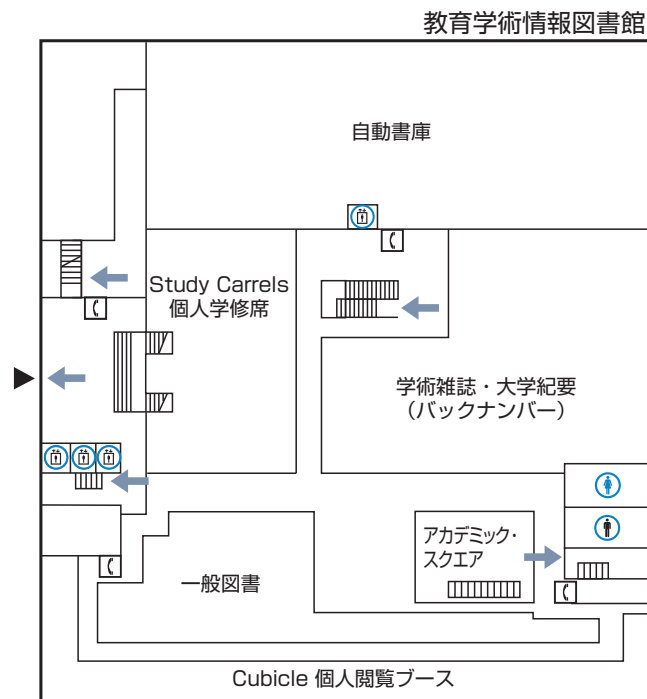 教育学術情報図書館
自動書庫
Study Carrels
個人学修席
学術雑誌・大学紀要
（バックナンバー）
アカデミック・
スクエア
一般図書
Cubicle 個人閲覧ブース